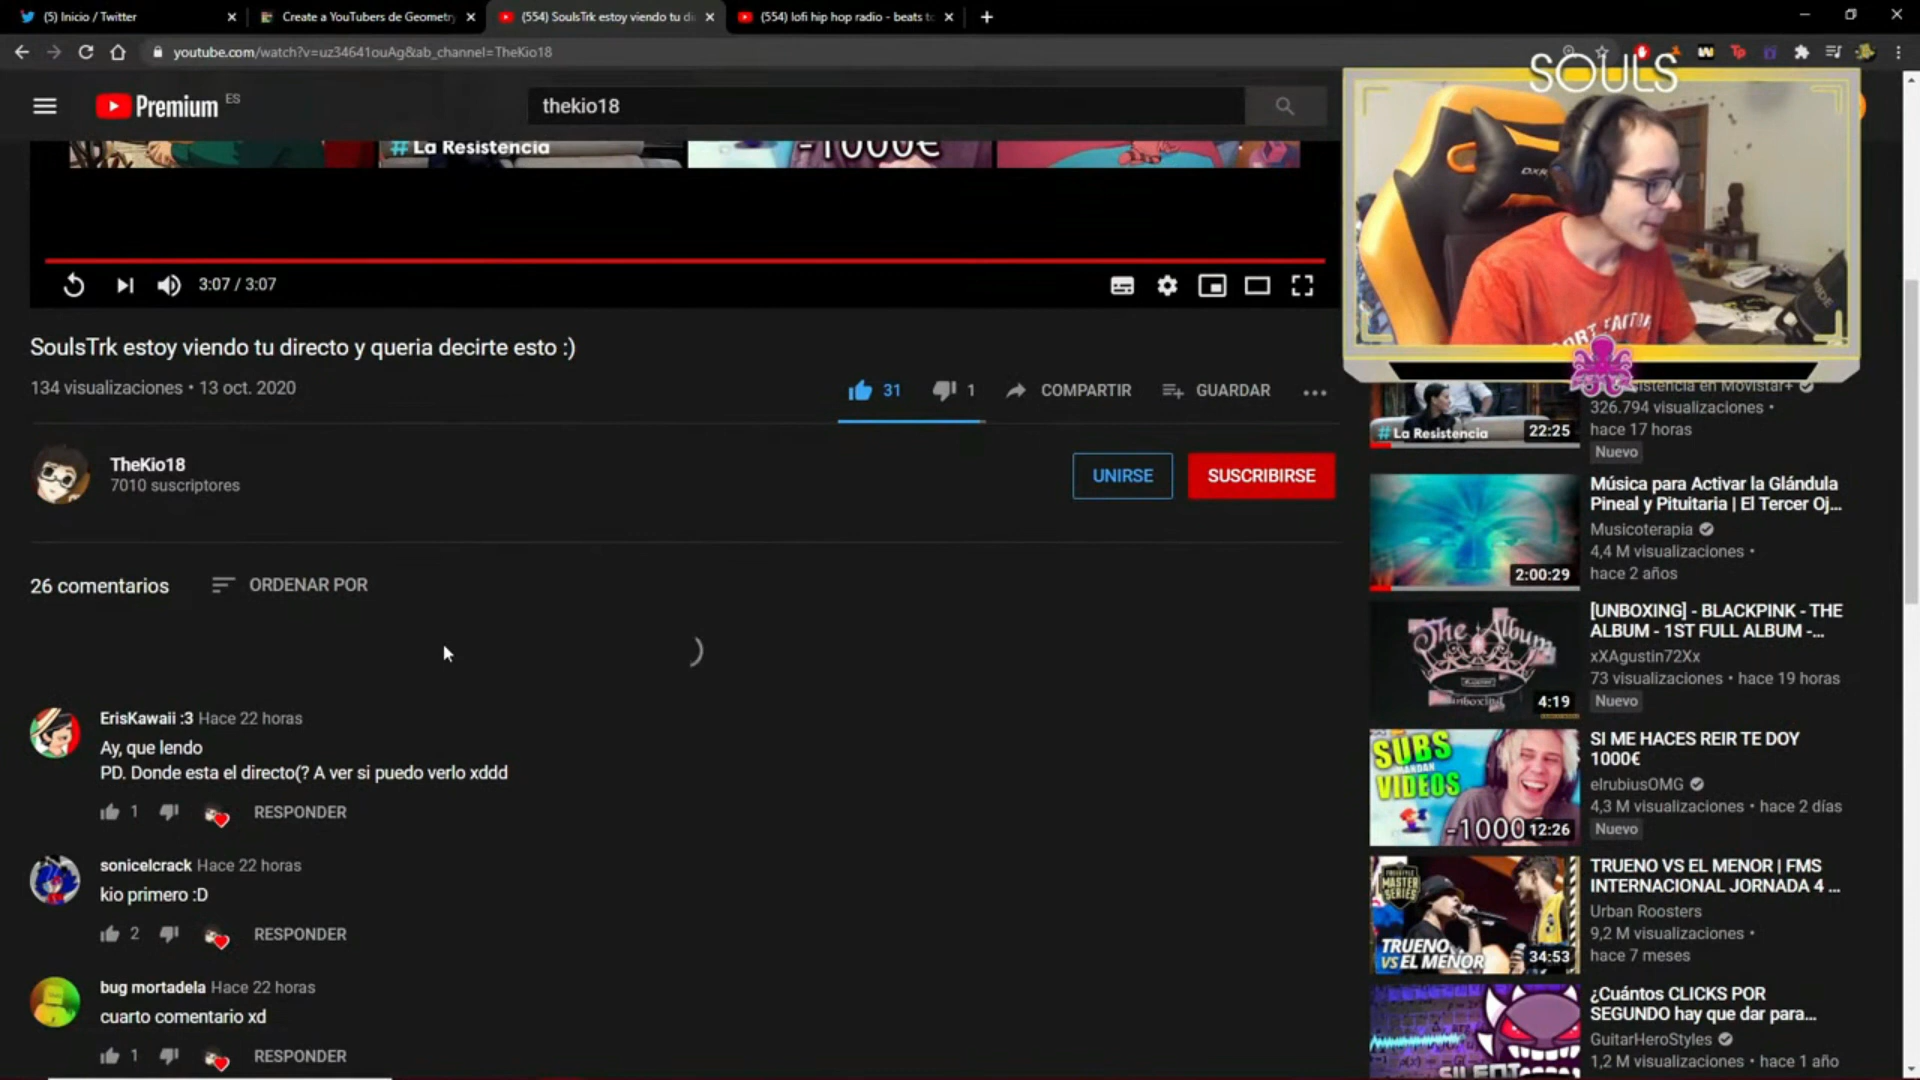 (5) Inicio / Twitter
Create a YouTubers de Geometry
(554) SoulsTrk estoy viendo tu di
(554) lofi hip hop radio - beats to
youtube.com/watch?v=uz34641ouAg&ab_channel=TheKio18
Premium
ES
thekio18
SOULS
# La Resistencia
-1000€
3:07 / 3:07
SoulsTrk estoy viendo tu directo y queria decirte esto :)
134 visualizaciones • 13 oct. 2020
31
1
COMPARTIR
GUARDAR
TheKio18
7010 suscriptores
UNIRSE
SUSCRIBIRSE
26 comentarios
ORDENAR POR
ErisKawaii :3 Hace 22 horas
Ay, que lendo
PD. Donde esta el directo(? A ver si puedo verlo xddd
1
RESPONDER
sonicelcrack Hace 22 horas
kio primero :D
2
RESPONDER
bug mortadela Hace 22 horas
cuarto comentario xd
1
RESPONDER
# La Resistencia
22:25
en Movistar+
326.794 visualizaciones •
hace 17 horas
Nuevo
2:00:29
Música para Activar la Glándula
Pineal y Pituitaria | El Tercer Oj...
Musicoterapia
4,4 M visualizaciones •
hace 2 años
The Album
4:19
[UNBOXING] - BLACKPINK - THE
ALBUM - 1ST FULL ALBUM -...
xXAgustin72Xx
73 visualizaciones • hace 19 horas
Nuevo
SUBS
MANDAN
VIDEOS
-1000
12:26
SI ME HACES REIR TE DOY
1000€
elrubiusOMG
4,3 M visualizaciones • hace 2 días
Nuevo
MASTER
SERIES
TRUENO
VS EL MENOR
34:53
TRUENO VS EL MENOR | FMS
INTERNACIONAL JORNADA 4 ...
Urban Roosters
9,2 M visualizaciones •
hace 7 meses
¿Cuántos CLICKS POR
SEGUNDO hay que dar para...
GuitarHeroStyles
1,2 M visualizaciones • hace 1 año